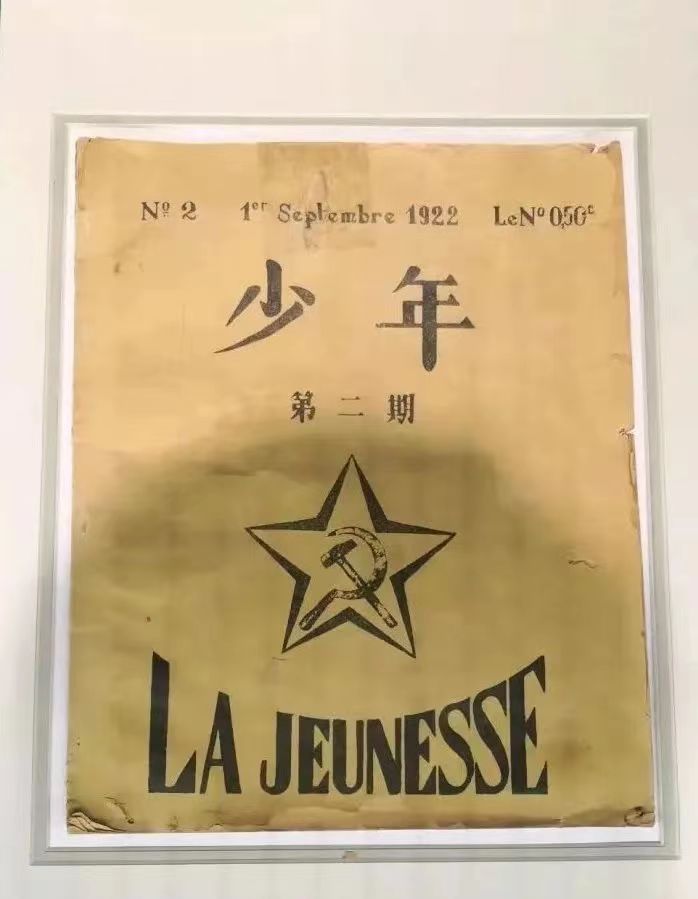 Nº 2 1er Septembre 1922 Le Nº 0,50c
少年
第二期
LA JEUNESSE